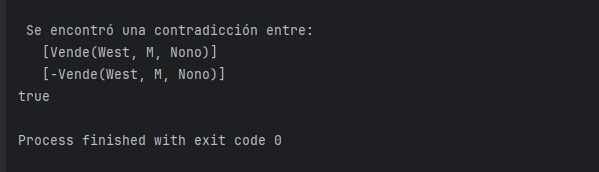 Se encontró una contradicción entre:
[Vende(West, M, Nono)]
[-Vende(West, M, Nono)]
true
Process finished with exit code 0